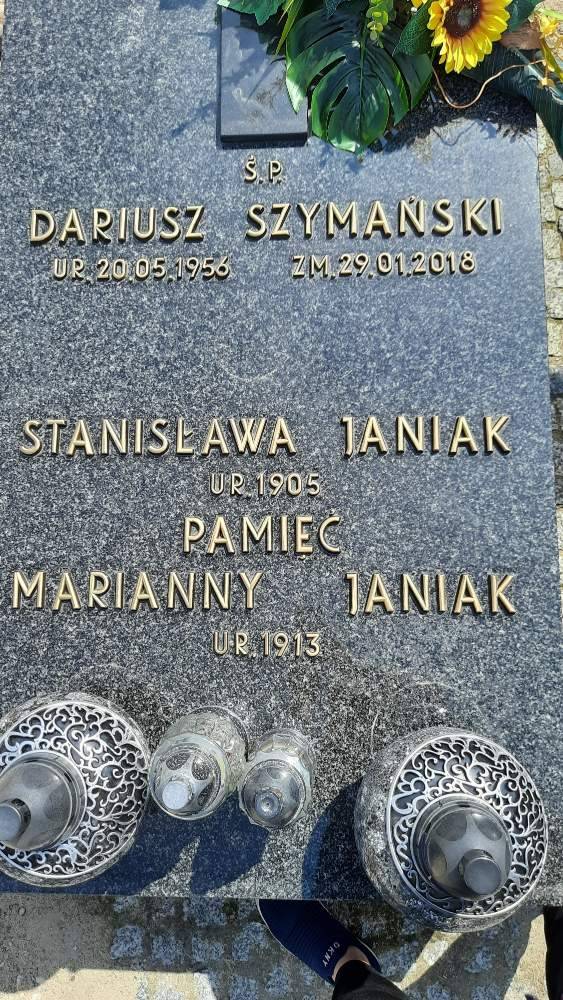 Ś.P.
DARIUSZ SZYMAŃSKI
UR. 20.05.1956 ZM. 29.01.2018
STANISŁAWA JANIAK
UR. 1905
PAMIĘĆ
MARIANNY JANIAK
UR. 1913
DKNY